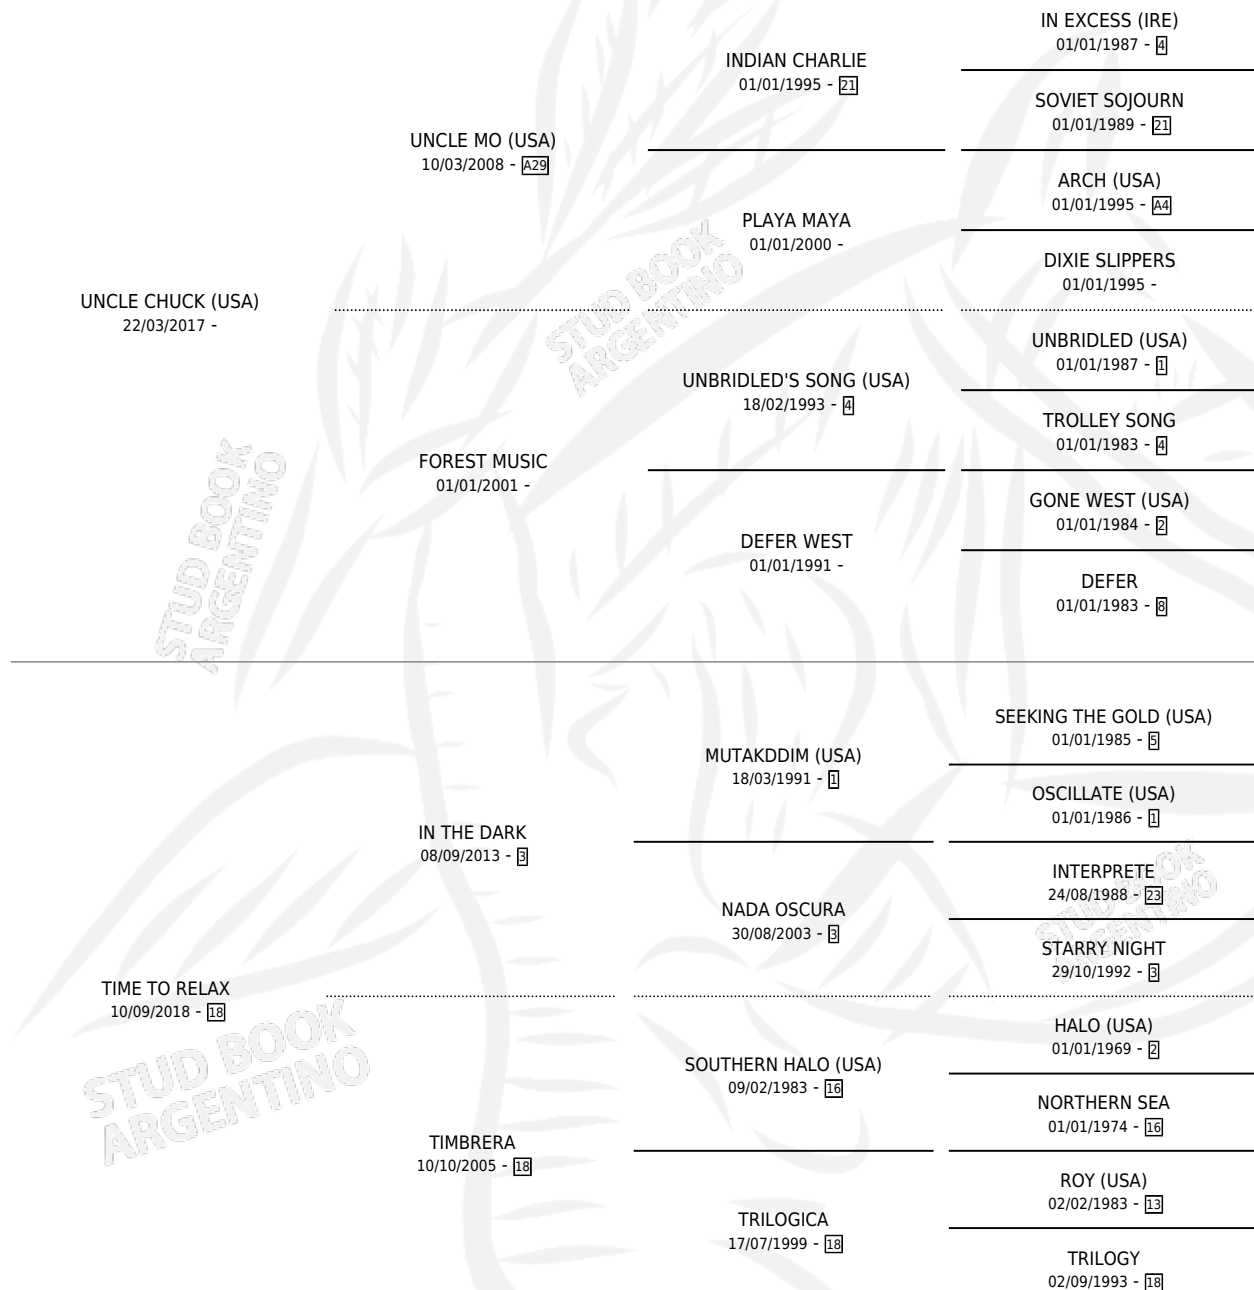 IN EXCESS (IRE)
01/01/1987 - 4
INDIAN CHARLIE
01/01/1995 - 21
SOVIET SOJOURN
01/01/1989 - 21
UNCLE MO (USA)
10/03/2008 - A29
ARCH (USA)
01/01/1995 - A4
PLAYA MAYA
01/01/2000 -
DIXIE SLIPPERS
01/01/1995 -
UNCLE CHUCK (USA)
22/03/2017 -
UNBRIDLED (USA)
01/01/1987 - 1
UNBRIDLED'S SONG (USA)
18/02/1993 - 4
TROLLEY SONG
01/01/1983 - 4
FOREST MUSIC
01/01/2001 -
GONE WEST (USA)
01/01/1984 - 2
DEFER WEST
01/01/1991 -
DEFER
01/01/1983 - 8
SEEKING THE GOLD (USA)
01/01/1985 - 5
MUTAKDDIM (USA)
18/03/1991 - 1
OSCILLATE (USA)
01/01/1986 - 1
IN THE DARK
08/09/2013 - 3
INTERPRETE
24/08/1988 - 23
NADA OSCURA
30/08/2003 - 3
STARRY NIGHT
29/10/1992 - 3
TIME TO RELAX
10/09/2018 - 18
HALO (USA)
01/01/1969 - 2
SOUTHERN HALO (USA)
09/02/1983 - 16
NORTHERN SEA
01/01/1974 - 16
TIMBRERA
10/10/2005 - 18
ROY (USA)
02/02/1983 - 13
TRILOGICA
17/07/1999 - 18
TRILOGY
02/09/1993 - 18
STUD BOOK
ARGENTINO
STUD BOOK
ARGENTINO
STUD BOOK
ARGENTINO
STUD BOOK
ARGENTINO